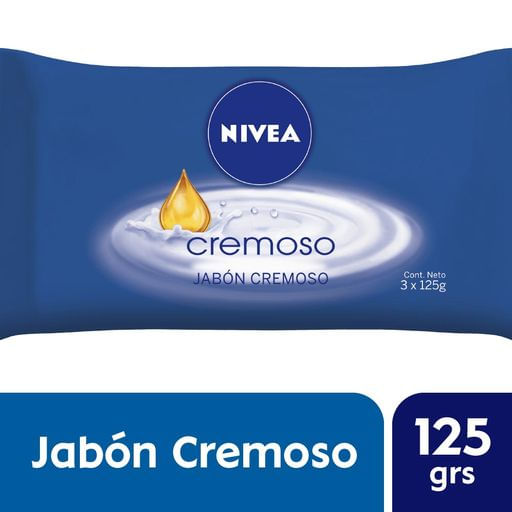 NIVEA
cremoso
JABÓN CREMOSO
Cont. Neto
3 x 125g
Jabón Cremoso
125
grs